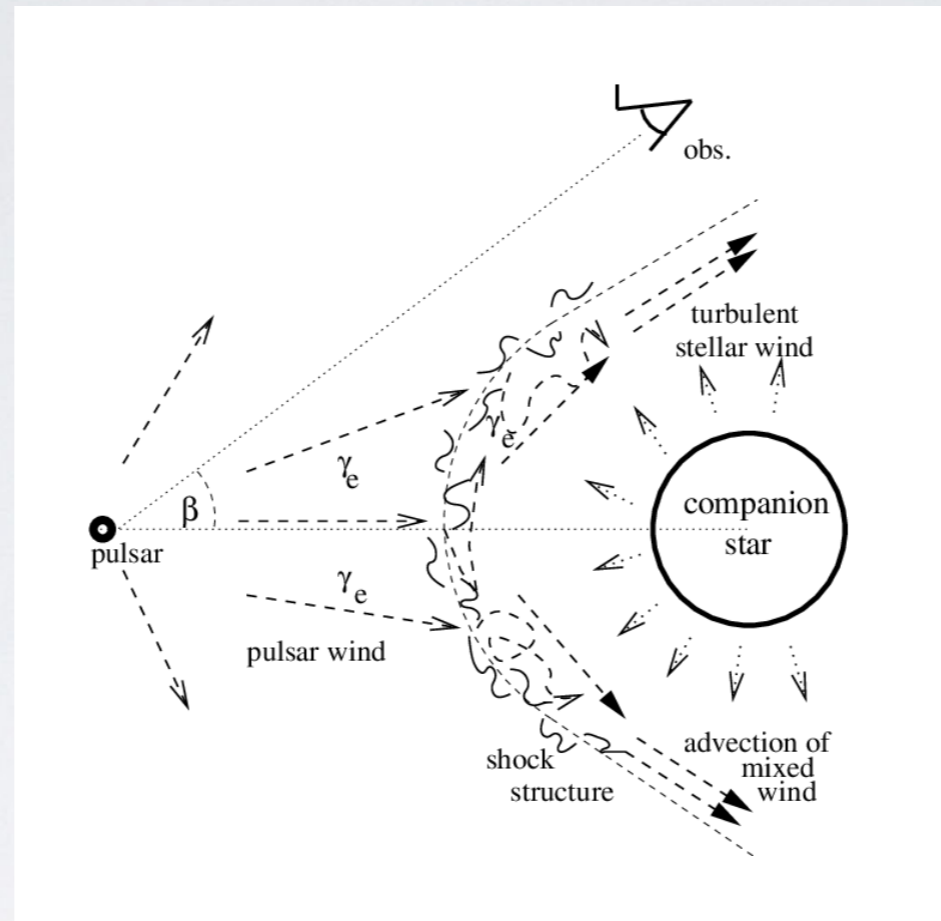 obs.
turbulent
stellar wind
γe
γe
β
companion
star
pulsar
γe
pulsar wind
shock
structure
advection of
mixed
wind